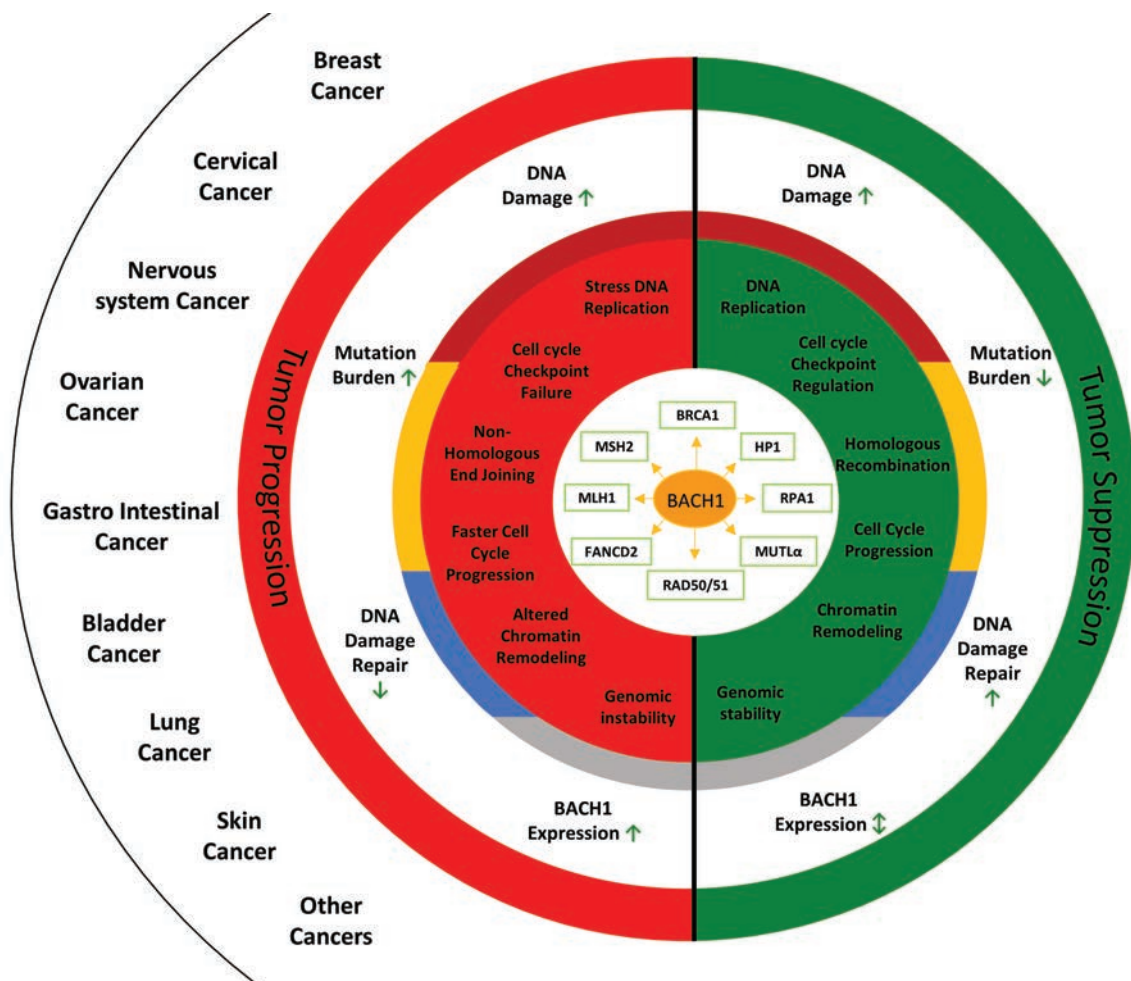 Breast
Cancer
Cervical
Cancer
Nervous
system Cancer
Ovarian
Cancer
Gastro Intestinal
Cancer
Bladder
Cancer
Lung
Cancer
Skin
Cancer
Other
Cancers
Tumor Progression
DNA
Damage ↑
Mutation
Burden ↑
DNA
Damage
Repair
↓
BACH1
Expression ↑
Stress DNA
Replication
Cell cycle
Checkpoint
Failure
Non-
Homologous
End Joining
Faster Cell
Cycle
Progression
Altered
Chromatin
Remodeling
Genomic
instability
BRCA1
MSH2
HP1
MLH1
BACH1
RPA1
FANCD2
MUTLα
RAD50/51
DNA
Replication
Cell cycle
Checkpoint
Regulation
Homologous
Recombination
Cell Cycle
Progression
Chromatin
Remodeling
Genomic
stability
DNA
Damage ↑
Mutation
Burden ↓
DNA
Damage
Repair
↑
BACH1
Expression ↕
Tumor Suppression